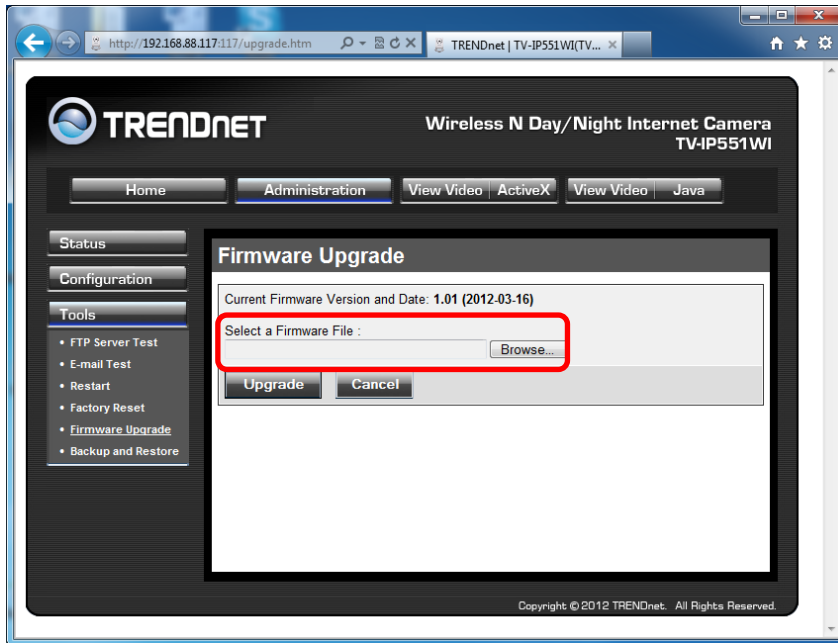 http://192.168.88.117:117/upgrade.htm
TRENDnet | TV-IP551WI(TV...
TRENDNET
Wireless N Day/Night Internet Camera
TV-IP551WI
Home
Administration
View Video ActiveX
View Video Java
Status
Configuration
Tools
• FTP Server Test
• E-mail Test
• Restart
• Factory Reset
• Firmware Upgrade
• Backup and Restore
Firmware Upgrade
Current Firmware Version and Date: 1.01 (2012-03-16)
Select a Firmware File :
Browse...
Upgrade
Cancel
Copyright © 2012 TRENDnet. All Rights Reserved.